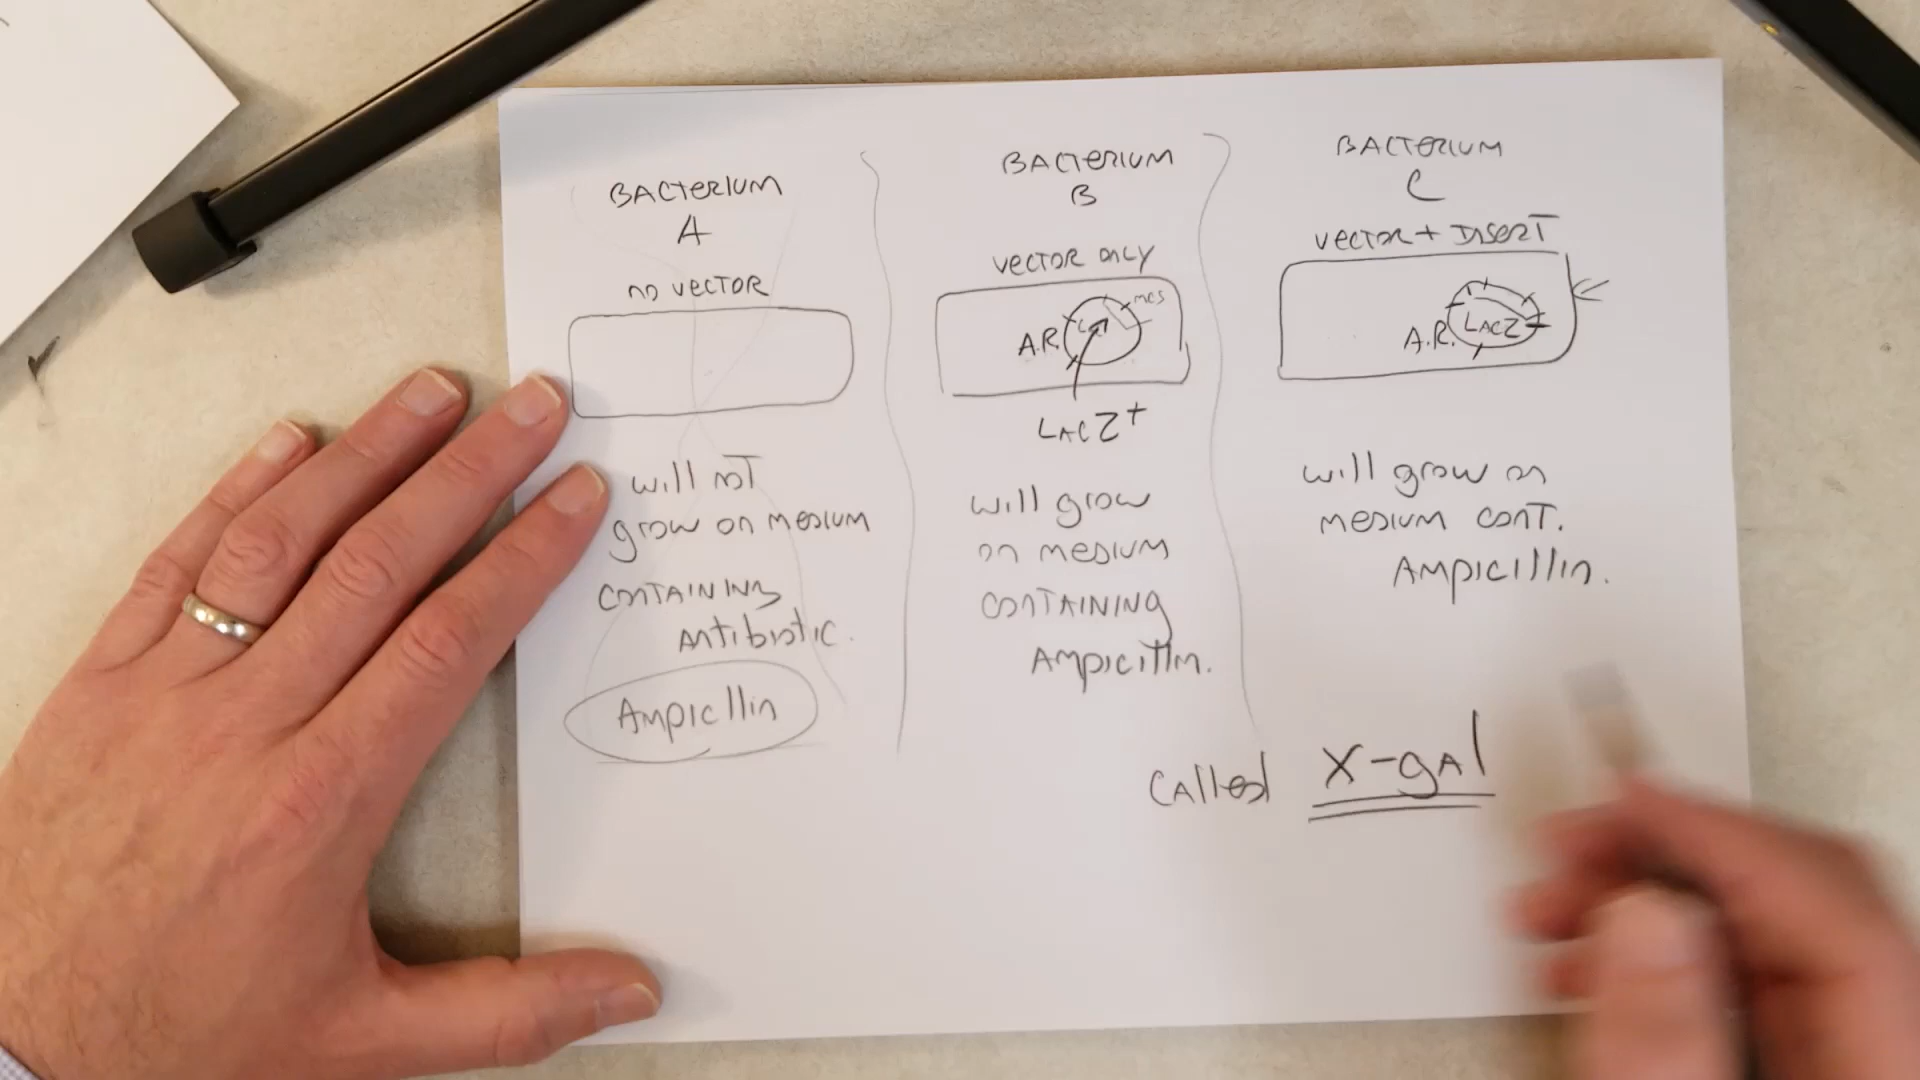 BACTERIUM
A
NO VECTOR
will not
grow on medium
CONTAINING
Antibiotic.
Ampicllin
BACTERIUM
B
VECTOR ONLY
MCS
A.R.
LAC Z+
will grow
on medium
CONTAINING
Ampicillin.
BACTERIUM
C
VECTOR + INSERT
A.R. LACZ
will grow on
medium cont.
Ampicillin.
called X-gal